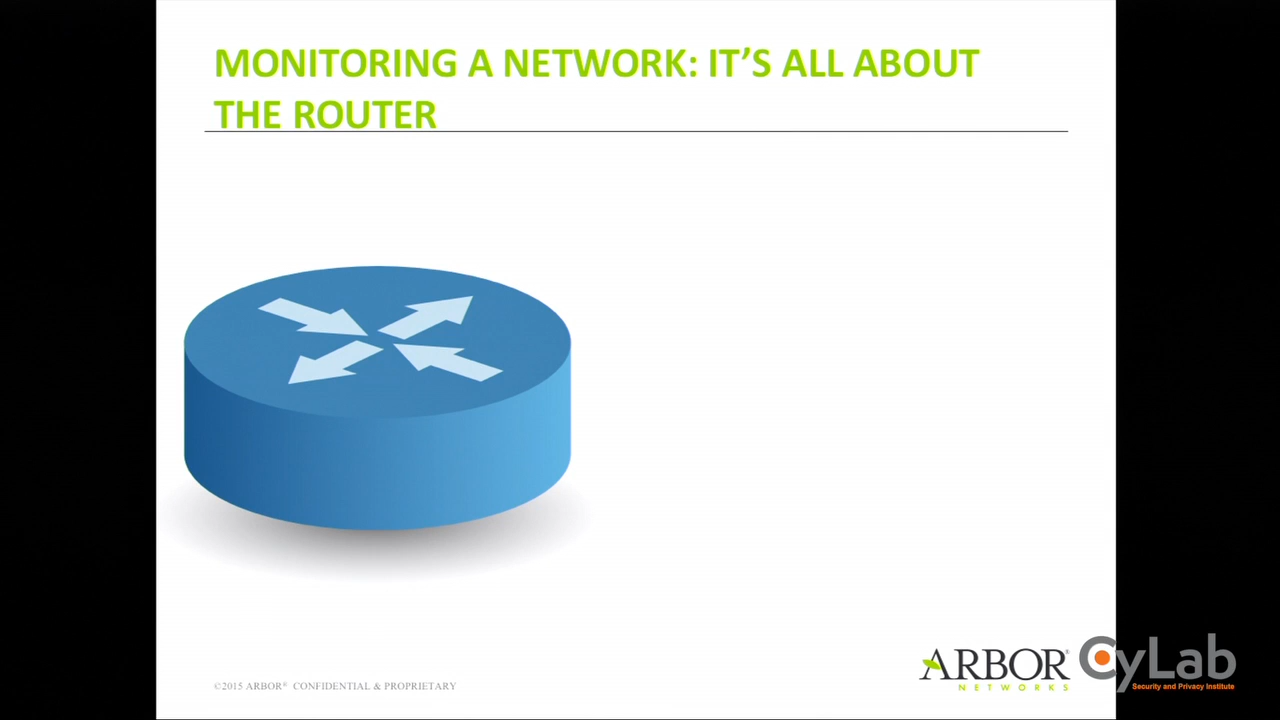 MONITORING A NETWORK: IT’S ALL ABOUT
THE ROUTER
©2015 ARBOR® CONFIDENTIAL & PROPRIETARY
ARBOR®
NETWORKS
CyLab
Security and Privacy Institute